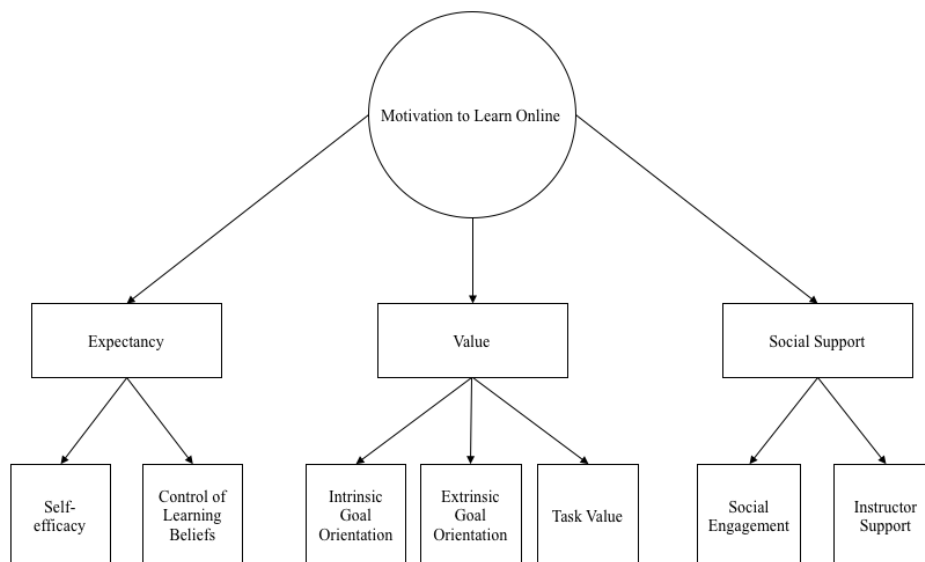 Motivation to Learn Online
Expectancy
Value
Social Support
Self-
efficacy
Control of
Learning
Beliefs
Intrinsic
Goal
Orientation
Extrinsic
Goal
Orientation
Task Value
Social
Engagement
Instructor
Support